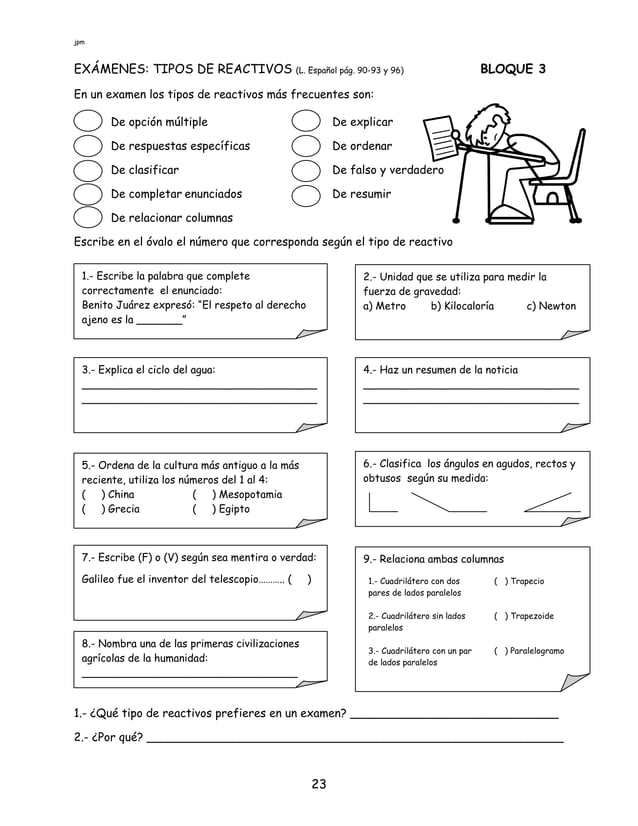 jpm
EXÁMENES: TIPOS DE REACTIVOS (L. Español pág. 90-93 y 96) BLOQUE 3
En un examen los tipos de reactivos más frecuentes son:
De opción múltiple
De respuestas específicas
De clasificar
De completar enunciados
De relacionar columnas
De explicar
De ordenar
De falso y verdadero
De resumir
Escribe en el óvalo el número que corresponda según el tipo de reactivo
1.- Escribe la palabra que complete
correctamente el enunciado:
Benito Juárez expresó: “El respeto al derecho
ajeno es la _______”
2.- Unidad que se utiliza para medir la
fuerza de gravedad:
a) Metro b) Kilocaloría c) Newton
3.- Explica el ciclo del agua:
____________________________________
____________________________________
4.- Haz un resumen de la noticia
_________________________________
_________________________________
5.- Ordena de la cultura más antiguo a la más
reciente, utiliza los números del 1 al 4:
( ) China ( ) Mesopotamia
( ) Grecia ( ) Egipto
6.- Clasifica los ángulos en agudos, rectos y
obtusos según su medida:
7.- Escribe (F) o (V) según sea mentira o verdad:
Galileo fue el inventor del telescopio.......... ( )
8.- Nombra una de las primeras civilizaciones
agrícolas de la humanidad:
_________________________________
9.- Relaciona ambas columnas
1.- Cuadrilátero con dos ( ) Trapecio
pares de lados paralelos
2.- Cuadrilátero sin lados ( ) Trapezoide
paralelos
3.- Cuadrilátero con un par ( ) Paralelogramo
de lados paralelos
1.- ¿Qué tipo de reactivos prefieres en un examen? ____________________________
2.- ¿Por qué? ________________________________________________________
23